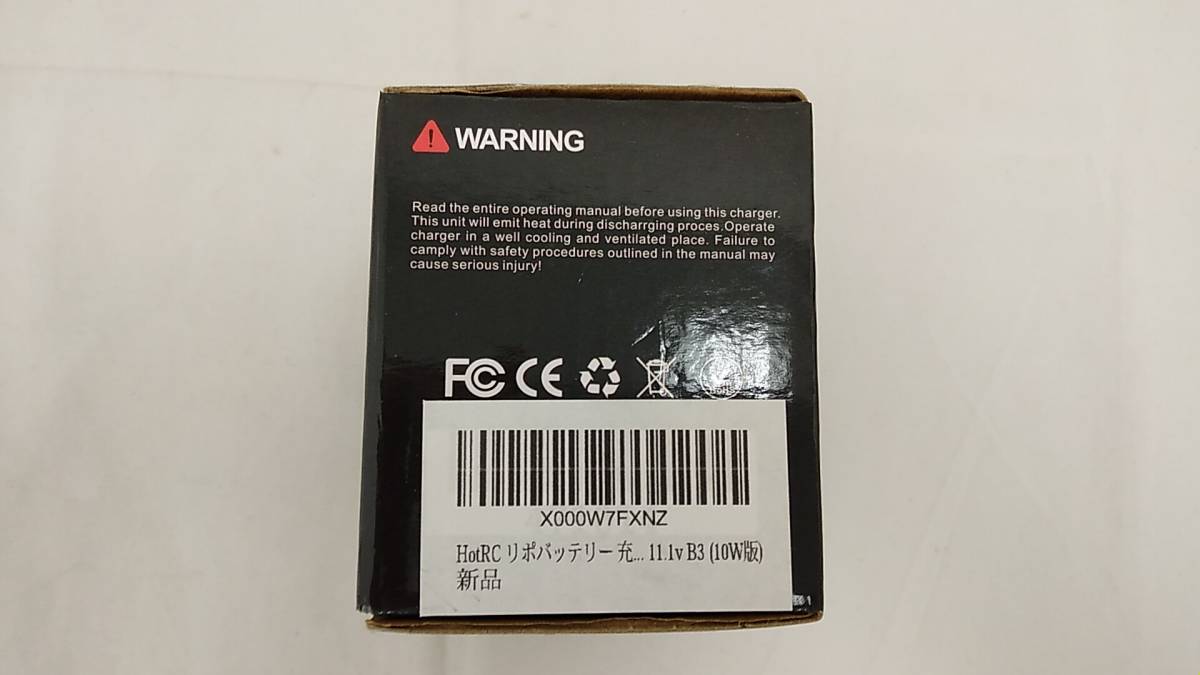 WARNING
Read the entire operating manual before using this charger.
This unit will emit heat during discharrging proces.Operate
charger in a well cooling and ventilated place. Failure to
camply with safety procedures outlined in the manual may
cause serious injury!
FC CE
X000W7FXNZ
HotRC リポバッテリー 充... 11.1v B3 (10W版)
新品